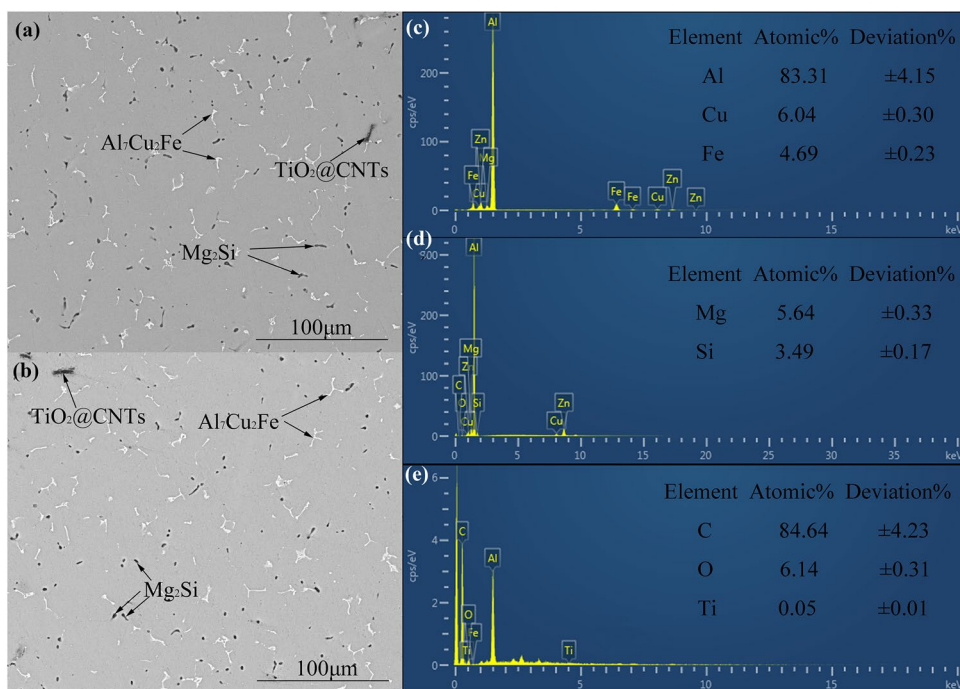 (a)
Al₇Cu₂Fe
TiO₂@CNTs
Mg₂Si
100μm
(b)
TiO₂@CNTs
Al₇Cu₂Fe
Mg₂Si
100μm
(c)
cps/eV
200
100
0
Al
Zn
Mg
Fe
Cu
Fe
Fe
Cu
Zn
Zn
0 5 10 15 keV
Element Atomic% Deviation%
Al 83.31 ±4.15
Cu 6.04 ±0.30
Fe 4.69 ±0.23
(d)
cps/eV
200
100
0
Al
Mg
C
O
Cu
Si
Cu
Zn
0 5 10 15 20 25 30 35 keV
Element Atomic% Deviation%
Mg 5.64 ±0.33
Si 3.49 ±0.17
(e)
cps/eV
6
4
2
0
C
Al
O
Fe
Ti
Ti
0 5 10 15 keV
Element Atomic% Deviation%
C 84.64 ±4.23
O 6.14 ±0.31
Ti 0.05 ±0.01